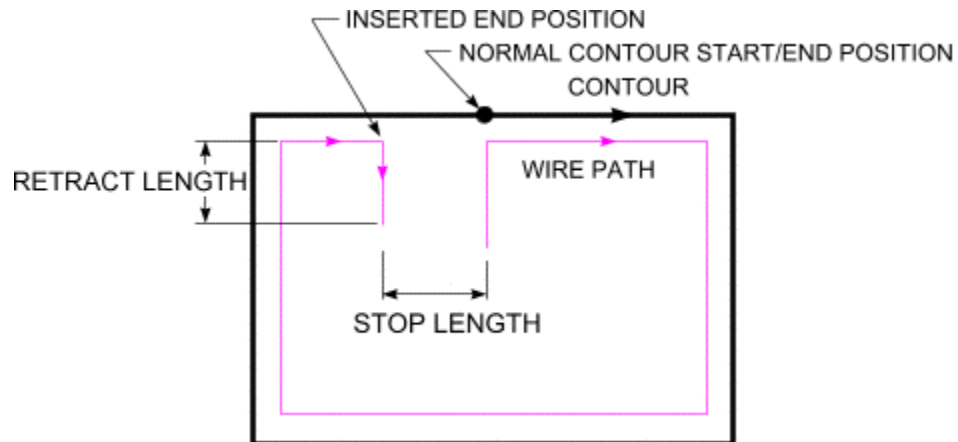 INSERTED END POSITION
NORMAL CONTOUR START/END POSITION
CONTOUR
WIRE PATH
RETRACT LENGTH
STOP LENGTH